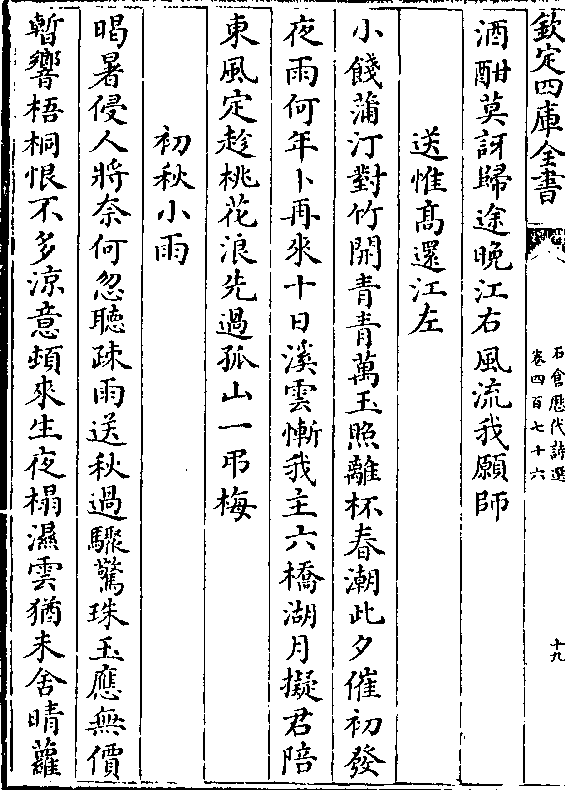 欽定四庫全書
石倉歷代詩選
卷四百七十六
十九
酒酣莫訝歸途晚江右風流我願師
送惟髙還江左
小餞蒲汀對竹開青青萬玉照離杯春潮此夕催初發
夜雨何年卜再來十日溪雲慚我主六橋湖月擬君陪
東風定趁桃花浪先過孤山一弔梅
初秋小雨
暍暑侵人將奈何忽聽疎雨送秋過驟驚珠玉應無價
暫響梧桐恨不多涼意頓來生夜榻濕雲猶未舍晴蘿